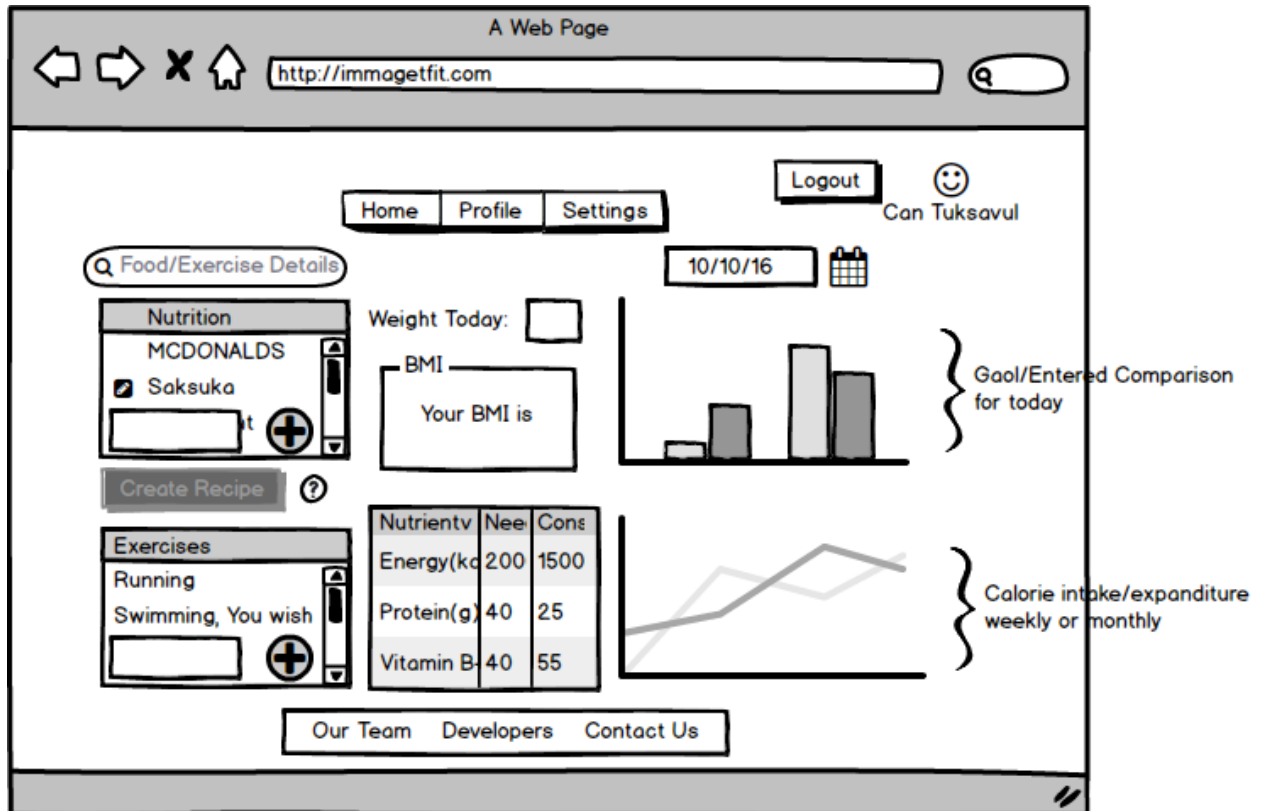 A Web Page
http://immagetfit.com
Logout
Can Tuksavul
Home Profile Settings
Food/Exercise Details
10/10/16
Nutrition
MCDONALDS
Saksuka
Create Recipe ?
Weight Today:
BMI
Your BMI is
Gaol/Entered Comparison
for today
Exercises
Running
Swimming, You wish
Nutrientv Nee Cons
Energy(kc 200 1500
Protein(g) 40 25
Vitamin B- 40 55
Calorie intake/expanditure
weekly or monthly
Our Team Developers Contact Us